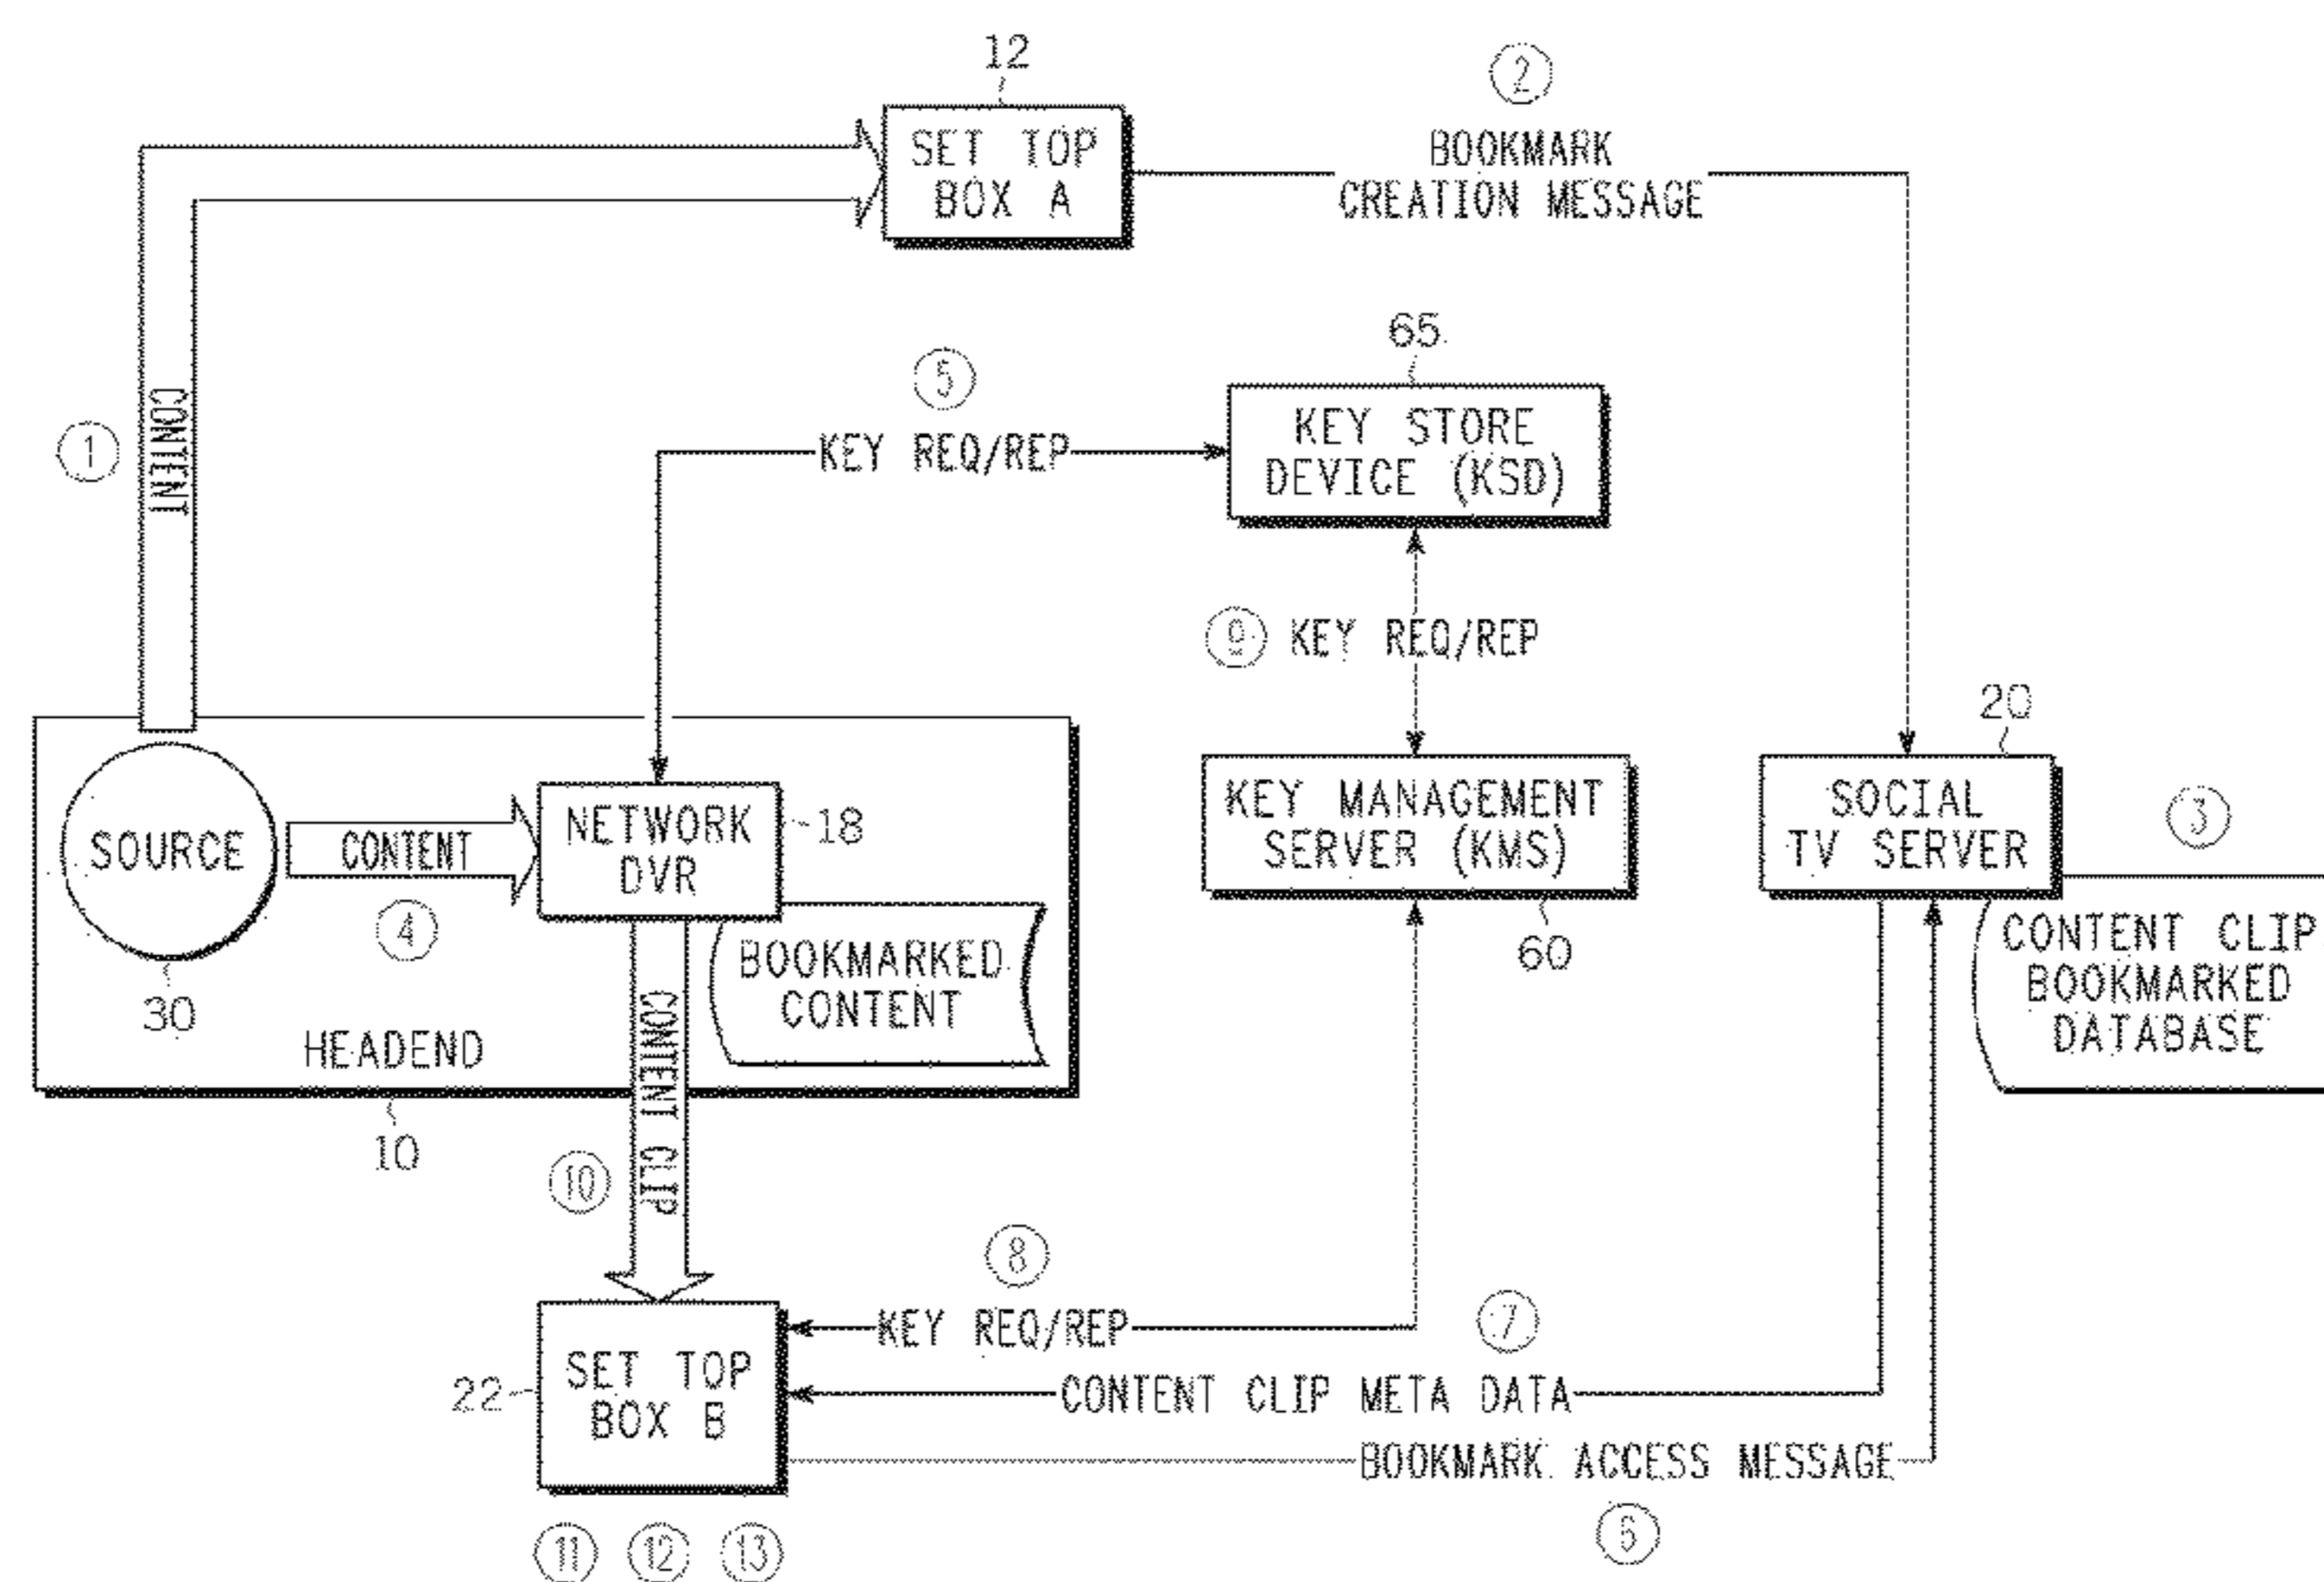 12
2
SET TOP
BOX A
BOOKMARK
CREATION MESSAGE
65
5
KEY STORE
DEVICE (KSD)
KEY REQ/REP
1
CONTENT
9
KEY REQ/REP
20
SOURCE
CONTENT
4
30
NETWORK
DVR
18
KEY MANAGEMENT
SERVER (KMS)
60
SOCIAL
TV SERVER
3
CONTENT CLIP
BOOKMARKED
DATABASE
BOOKMARKED
CONTENT
HEADEND
10
CONTENT CLIP
10
8
KEY REQ/REP
7
CONTENT CLIP META DATA
BOOKMARK ACCESS MESSAGE
6
22
SET TOP
BOX B
11 12 13